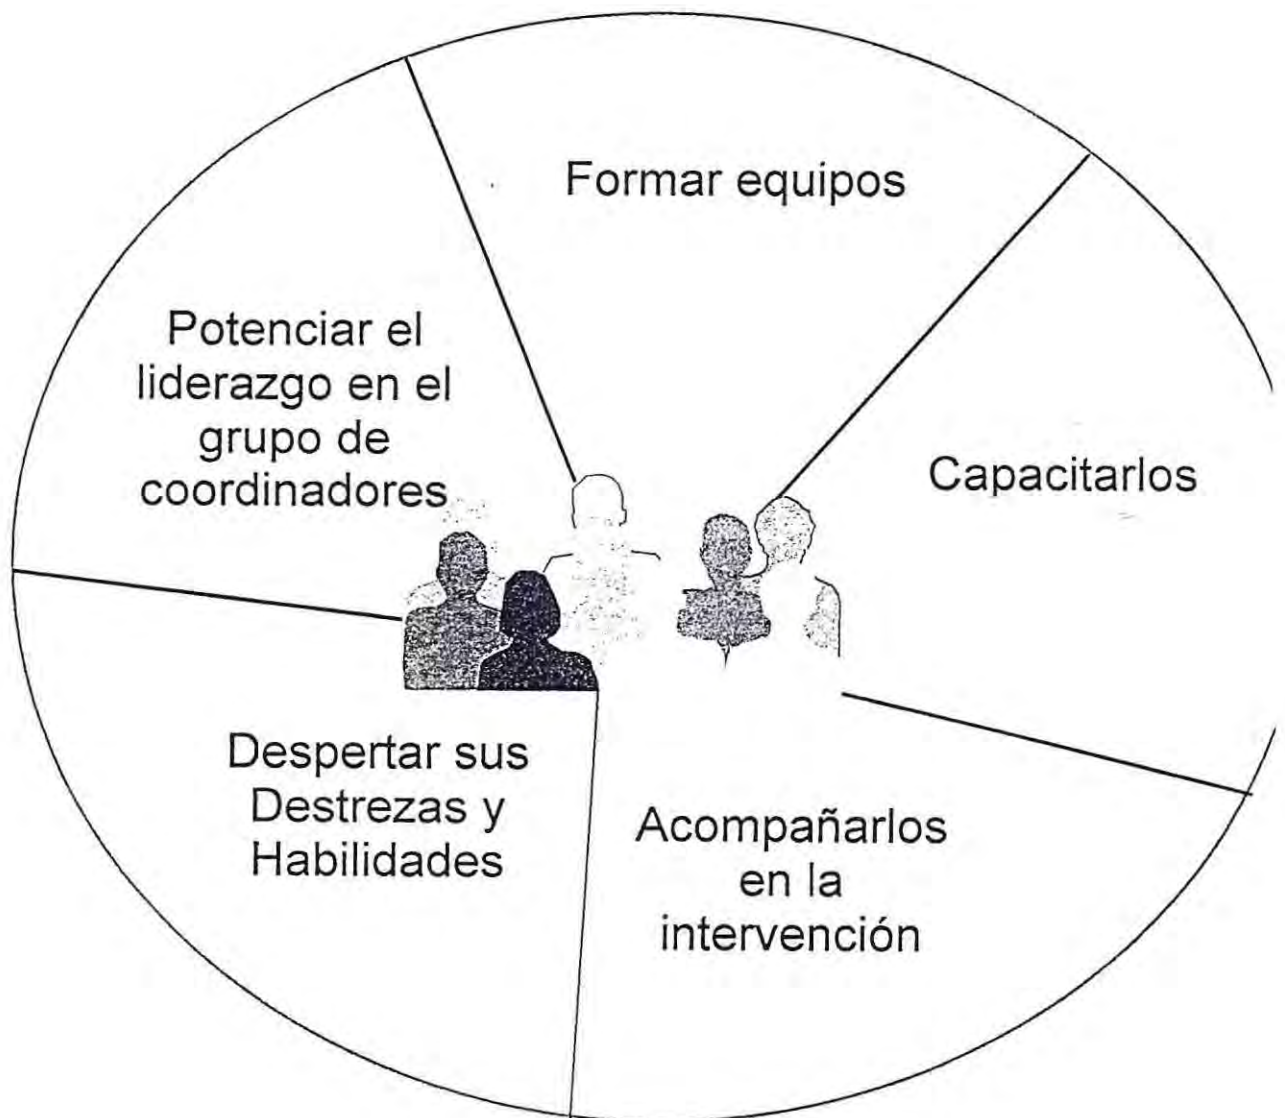 Formar equipos
Potenciar el
liderazgo en el
grupo de
coordinadores
Capacitarlos
Despertar sus
Destrezas y
Habilidades
Acompañarlos
en la
intervención